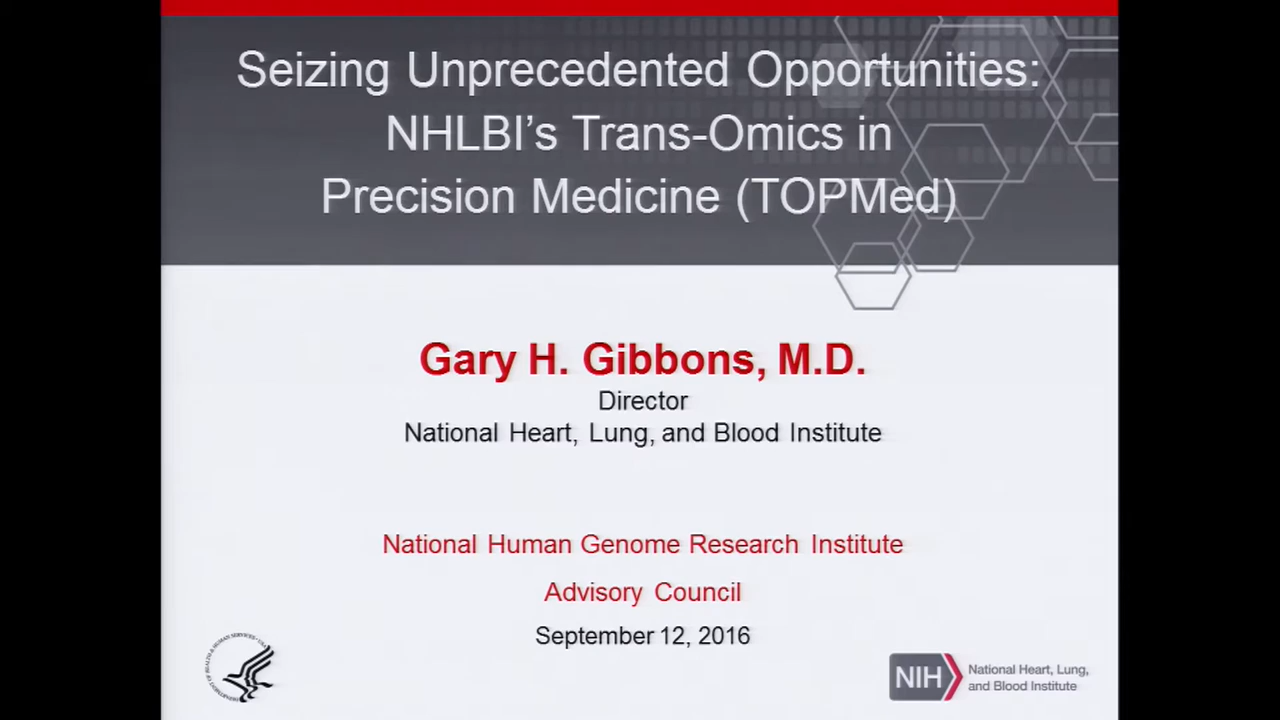 Seizing Unprecedented Opportunities:
NHLBI’s Trans-Omics in
Precision Medicine (TOPMed)
Gary H. Gibbons, M.D.
Director
National Heart, Lung, and Blood Institute
National Human Genome Research Institute
Advisory Council
September 12, 2016
NIH
National Heart, Lung,
and Blood Institute